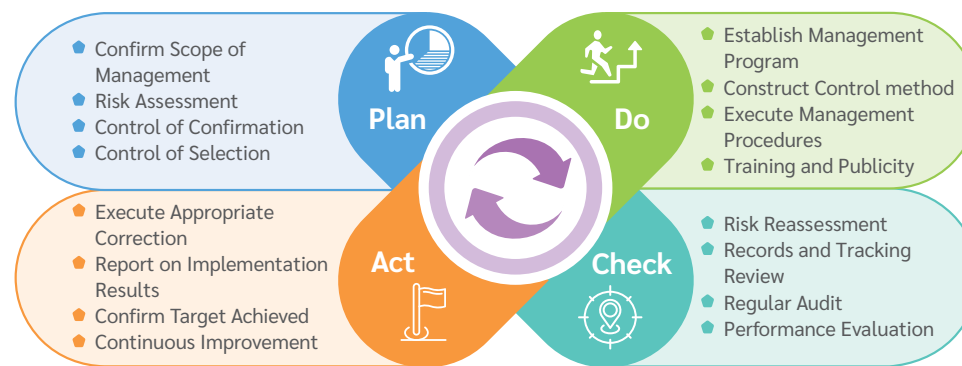 Plan
Confirm Scope of
Management
Risk Assessment
Control of Confirmation
Control of Selection
Do
Establish Management
Program
Construct Control method
Execute Management
Procedures
Training and Publicity
Act
Execute Appropriate
Correction
Report on Implementation
Results
Confirm Target Achieved
Continuous Improvement
Check
Risk Reassessment
Records and Tracking
Review
Regular Audit
Performance Evaluation